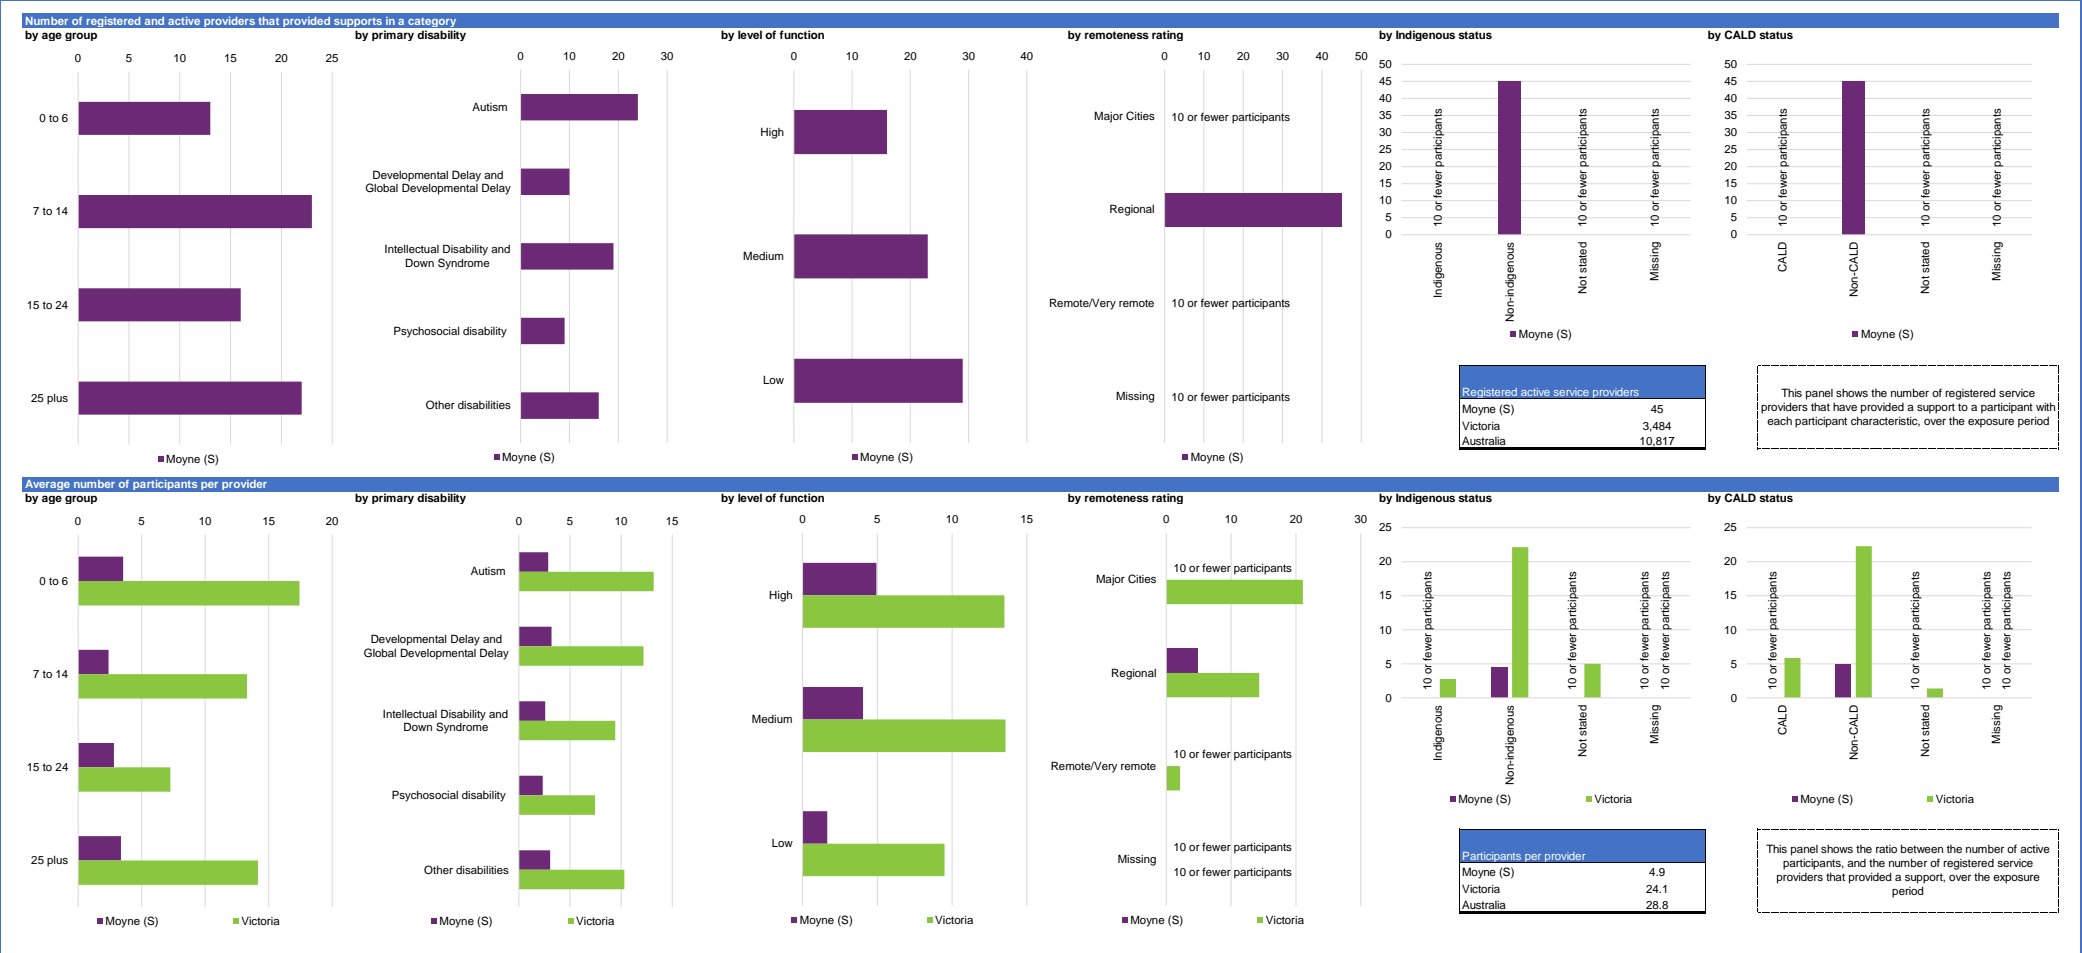 Number of registered and active providers that provided supports in a category
by age group
0 5 10 15 20 25
0 to 6
7 to 14
15 to 24
25 plus
Moyne (S)
by primary disability
0 10 20 30
Autism
Developmental Delay and
Global Developmental Delay
Intellectual Disability and
Down Syndrome
Psychosocial disability
Other disabilities
Moyne (S)
by level of function
0 10 20 30 40
High
Medium
Low
Moyne (S)
by remoteness rating
0 10 20 30 40 50
Major Cities
10 or fewer participants
Regional
Remote/Very remote
10 or fewer participants
Missing
10 or fewer participants
Moyne (S)
by Indigenous status
50
45
40
35
30
25
20
15
10
5
0
10 or fewer participants
10 or fewer participants
10 or fewer participants
Indigenous
Non-indigenous
Not stated
Missing
Moyne (S)
by CALD status
50
45
40
35
30
25
20
15
10
5
0
10 or fewer participants
10 or fewer participants
10 or fewer participants
CALD
Non-CALD
Not stated
Missing
Moyne (S)
Registered active service providers
Moyne (S) 45
Victoria 3,484
Australia 10,817
This panel shows the number of registered service
providers that have provided a support to a participant with
each participant characteristic, over the exposure period
Average number of participants per provider
by age group
0 5 10 15 20
0 to 6
7 to 14
15 to 24
25 plus
Moyne (S) Victoria
by primary disability
0 5 10 15
Autism
Developmental Delay and
Global Developmental Delay
Intellectual Disability and
Down Syndrome
Psychosocial disability
Other disabilities
Moyne (S) Victoria
by level of function
0 5 10 15
High
Medium
Low
Moyne (S) Victoria
by remoteness rating
0 10 20 30
10 or fewer participants
Major Cities
Regional
10 or fewer participants
Remote/Very remote
10 or fewer participants
Missing
10 or fewer participants
Moyne (S) Victoria
by Indigenous status
25
20
15
10
5
0
10 or fewer participants
10 or fewer participants
10 or fewer participants
10 or fewer participants
Indigenous
Non-indigenous
Not stated
Missing
Moyne (S) Victoria
by CALD status
25
20
15
10
5
0
10 or fewer participants
10 or fewer participants
10 or fewer participants
10 or fewer participants
CALD
Non-CALD
Not stated
Missing
Moyne (S) Victoria
Participants per provider
Moyne (S) 4.9
Victoria 24.1
Australia 28.8
This panel shows the ratio between the number of active
participants, and the number of registered service
providers that provided a support, over the exposure
period